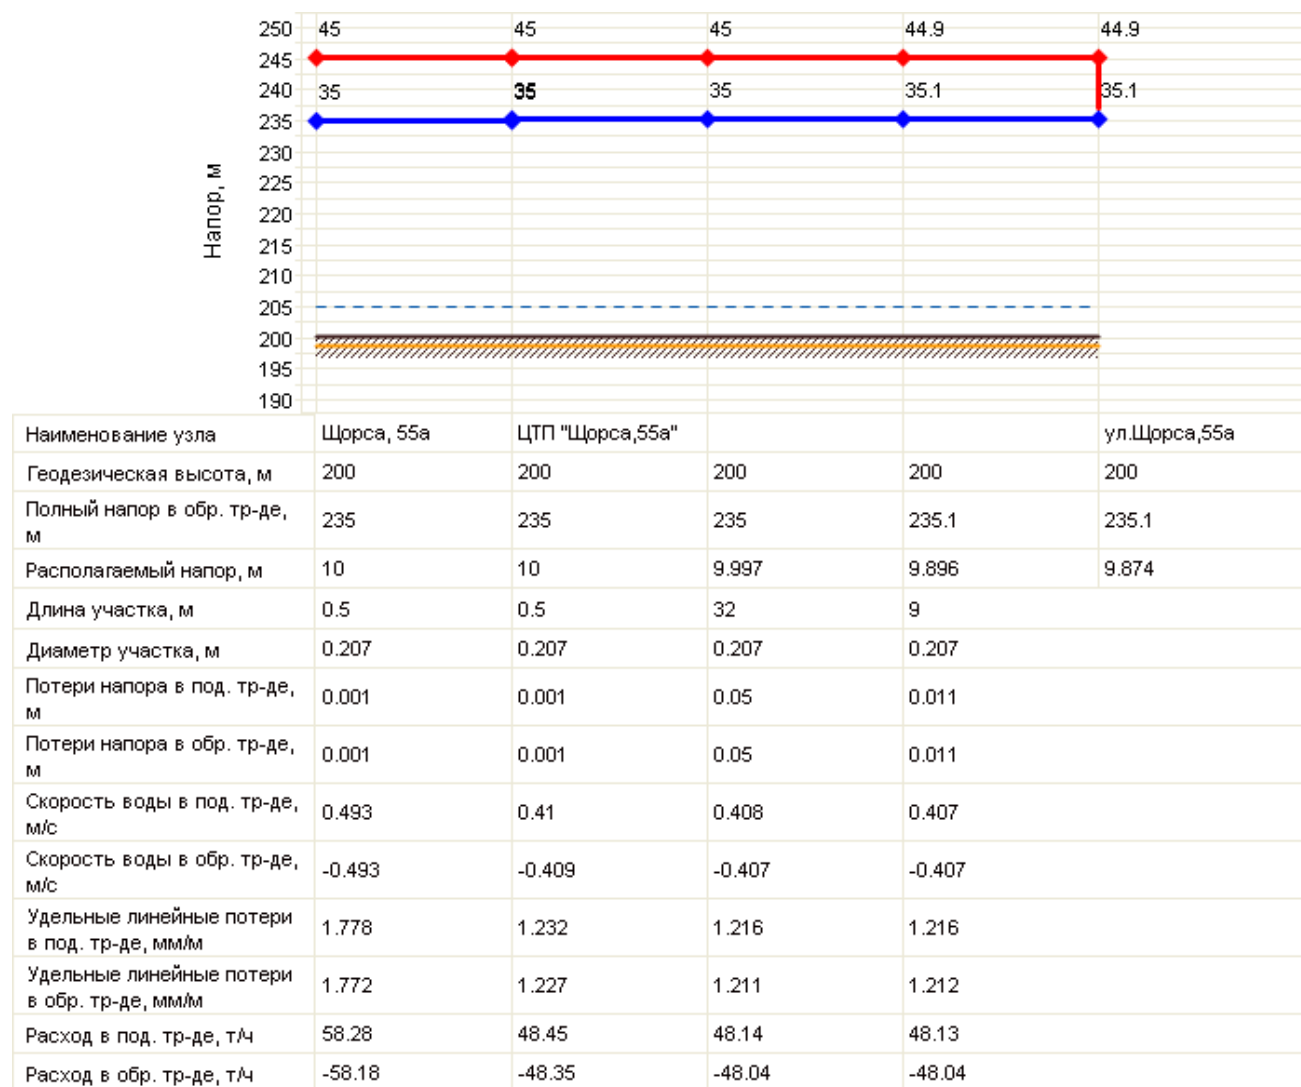 250 45 45 45 44.9 44.9
245
240 35 35 35 35.1 35.1
235
230
225
220
215
210
205
200
195
190
Напор, м
Наименование узла Щорса, 55а ЦТП "Щорса,55а" ул.Щорса,55а
Геодезическая высота, м 200 200 200 200 200
Полный напор в обр. тр-де,
м 235 235 235 235.1 235.1
Располагаемый напор, м 10 10 9.997 9.896 9.874
Длина участка, м 0.5 0.5 32 9
Диаметр участка, м 0.207 0.207 0.207 0.207
Потери напора в под. тр-де,
м 0.001 0.001 0.05 0.011
Потери напора в обр. тр-де,
м 0.001 0.001 0.05 0.011
Скорость воды в под. тр-де,
м/с 0.493 0.41 0.408 0.407
Скорость воды в обр. тр-де,
м/с -0.493 -0.409 -0.407 -0.407
Удельные линейные потери
в под. тр-де, мм/м 1.778 1.232 1.216 1.216
Удельные линейные потери
в обр. тр-де, мм/м 1.772 1.227 1.211 1.212
Расход в под. тр-де, т/ч 58.28 48.45 48.14 48.13
Расход в обр. тр-де, т/ч -58.18 -48.35 -48.04 -48.04